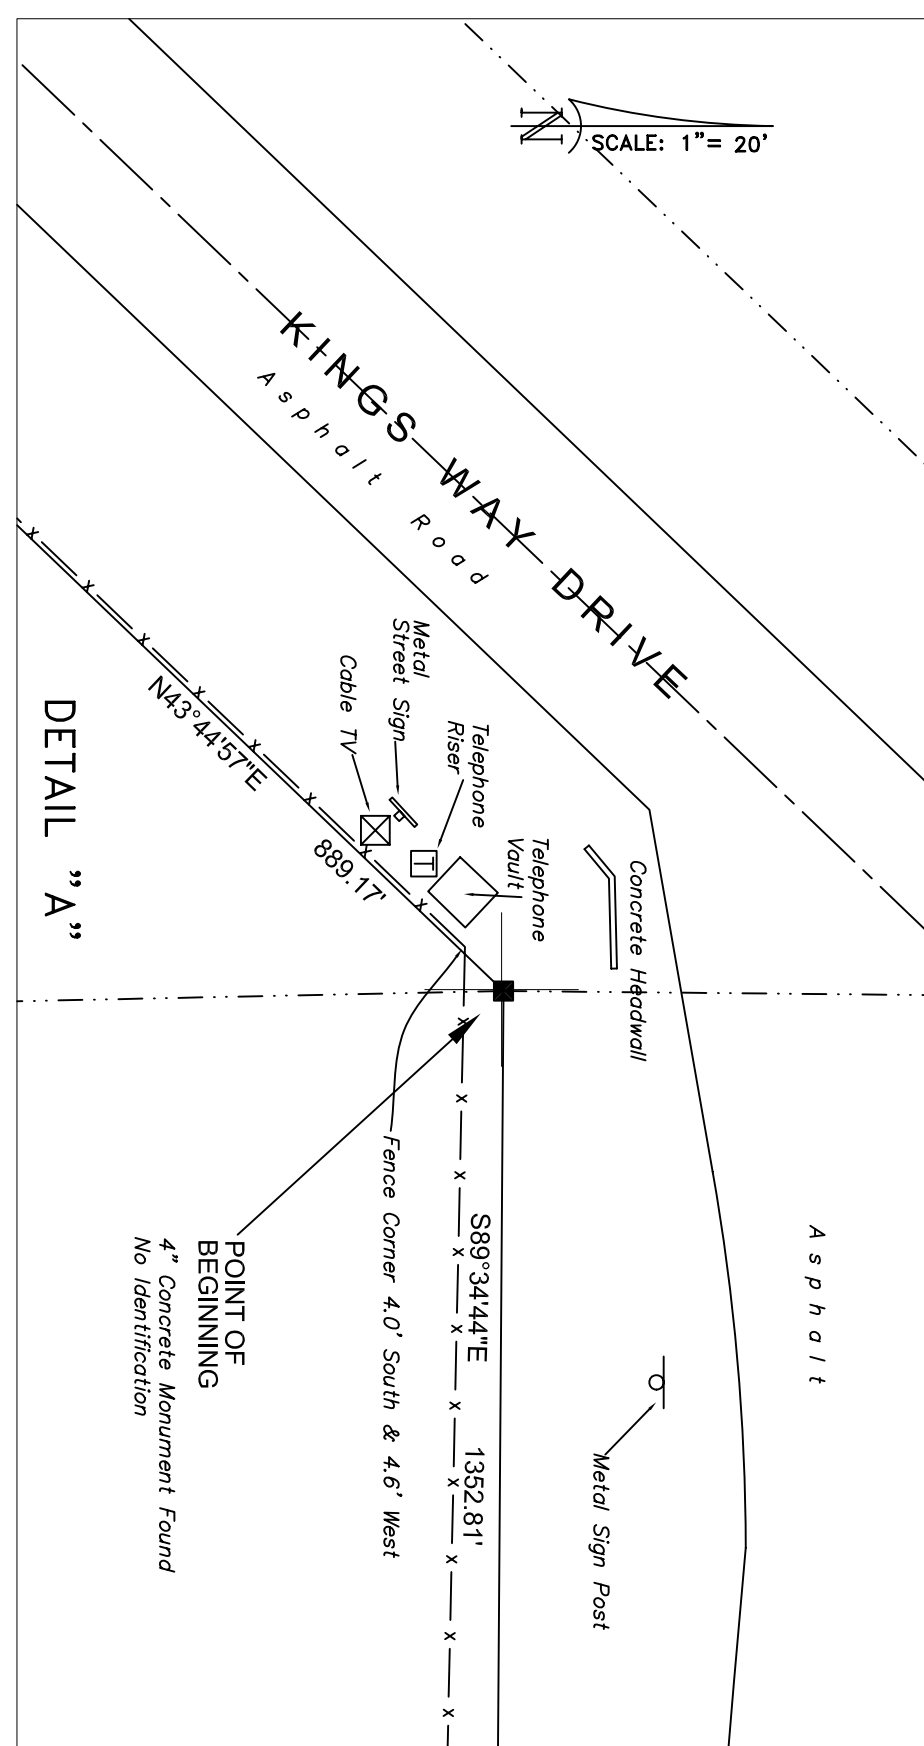 N
SCALE: 1"= 20'
KINGS WAY DRIVE
Asphalt Road
Metal
Street Sign
Cable TV
Telephone
Riser
T
Telephone
Vault
Concrete Headwall
N43°44'57"E
889.17'
DETAIL "A"
Asphalt
S89°34'44"E 1352.81'
Fence Corner 4.0' South & 4.6' West
POINT OF
BEGINNING
4" Concrete Monument Found
No Identification
Metal Sign Post